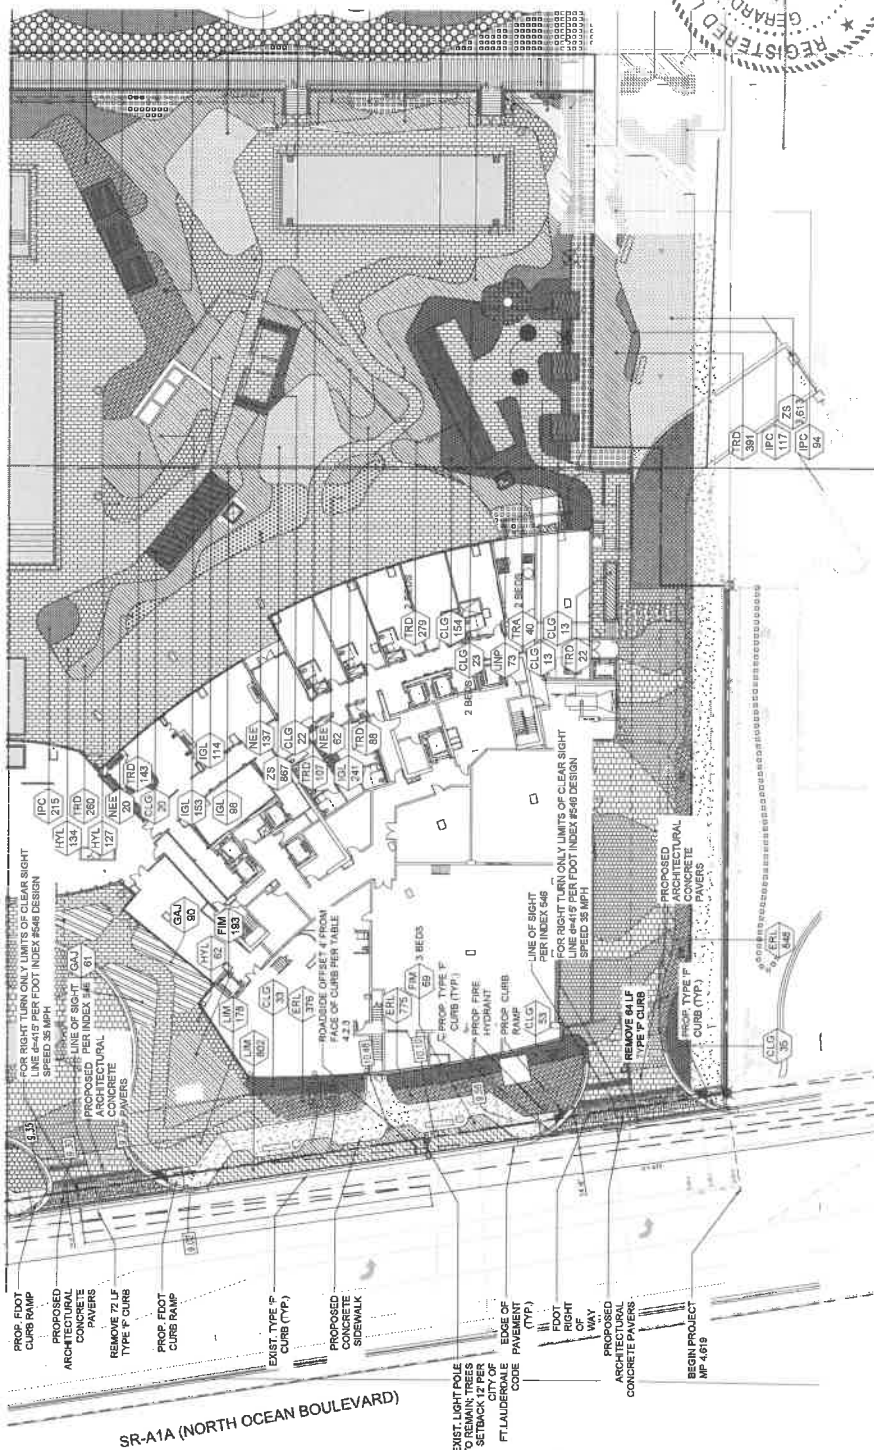 REGISTERED
GERARD
IPC
215
HYL
134
TRD
260
HYL
127
NEE
20
TRD
143
CLG
20
IGL
153
IGL
114
IGL
98
NEE
137
ZS
867
CLG
22
TRD
107
NEE
62
IGL
241
TRD
88
TRD
279
2 BEDS
CLG
154
CLG
23
UNP
73
2 BEDS
TRA
40
2 BEDS
CLG
13
CLG
13
TRD
22
TRD
391
IPC
117
ZS
IPC
94
FOR RIGHT TURN ONLY LIMITS OF CLEAR SIGHT
LINE d=415' PER FDOT INDEX #546 DESIGN
SPEED 35 MPH
LINE OF SIGHT
PER INDEX 546
GAJ
61
PROPOSED
ARCHITECTURAL
CONCRETE
PAVERS
GAJ
90
HYL
62
FIM
193
LIM
178
CLG
33
ERL
376
LIM
802
ROADSIDE OFFSET 4' FROM
FACE OF CURB PER TABLE
4.2.3
ERL
775
FIM
69
3 BEDS
PROP. TYPE 'F'
CURB (TYP.)
PROP FIRE
HYDRANT
PROP CURB
RAMP
CLG
53
LINE OF SIGHT
PER INDEX 546
FOR RIGHT TURN ONLY LIMITS OF CLEAR SIGHT
LINE d=415' PER FDOT INDEX #546 DESIGN
SPEED 35 MPH
REMOVE 64 LF
TYPE 'F' CURB
PROPOSED
ARCHITECTURAL
CONCRETE
PAVERS
PROP. TYPE 'F'
CURB (TYP.)
ERL
648
CLG
35
PROP. FDOT
CURB RAMP
PROPOSED
ARCHITECTURAL
CONCRETE
PAVERS
REMOVE 72 LF
TYPE 'F' CURB
PROP. FDOT
CURB RAMP
EXIST. TYPE 'F'
CURB (TYP.)
PROPOSED
CONCRETE
SIDEWALK
EXIST. LIGHT POLE
TO REMAIN; TREES
SETBACK 12' PER
CITY OF
FT.LAUDERDALE
CODE
EDGE OF
PAVEMENT
(TYP.)
FDOT
RIGHT
OF
WAY
PROPOSED
ARCHITECTURAL
CONCRETE PAVERS
BEGIN PROJECT
MP 4.619
SR-A1A (NORTH OCEAN BOULEVARD)